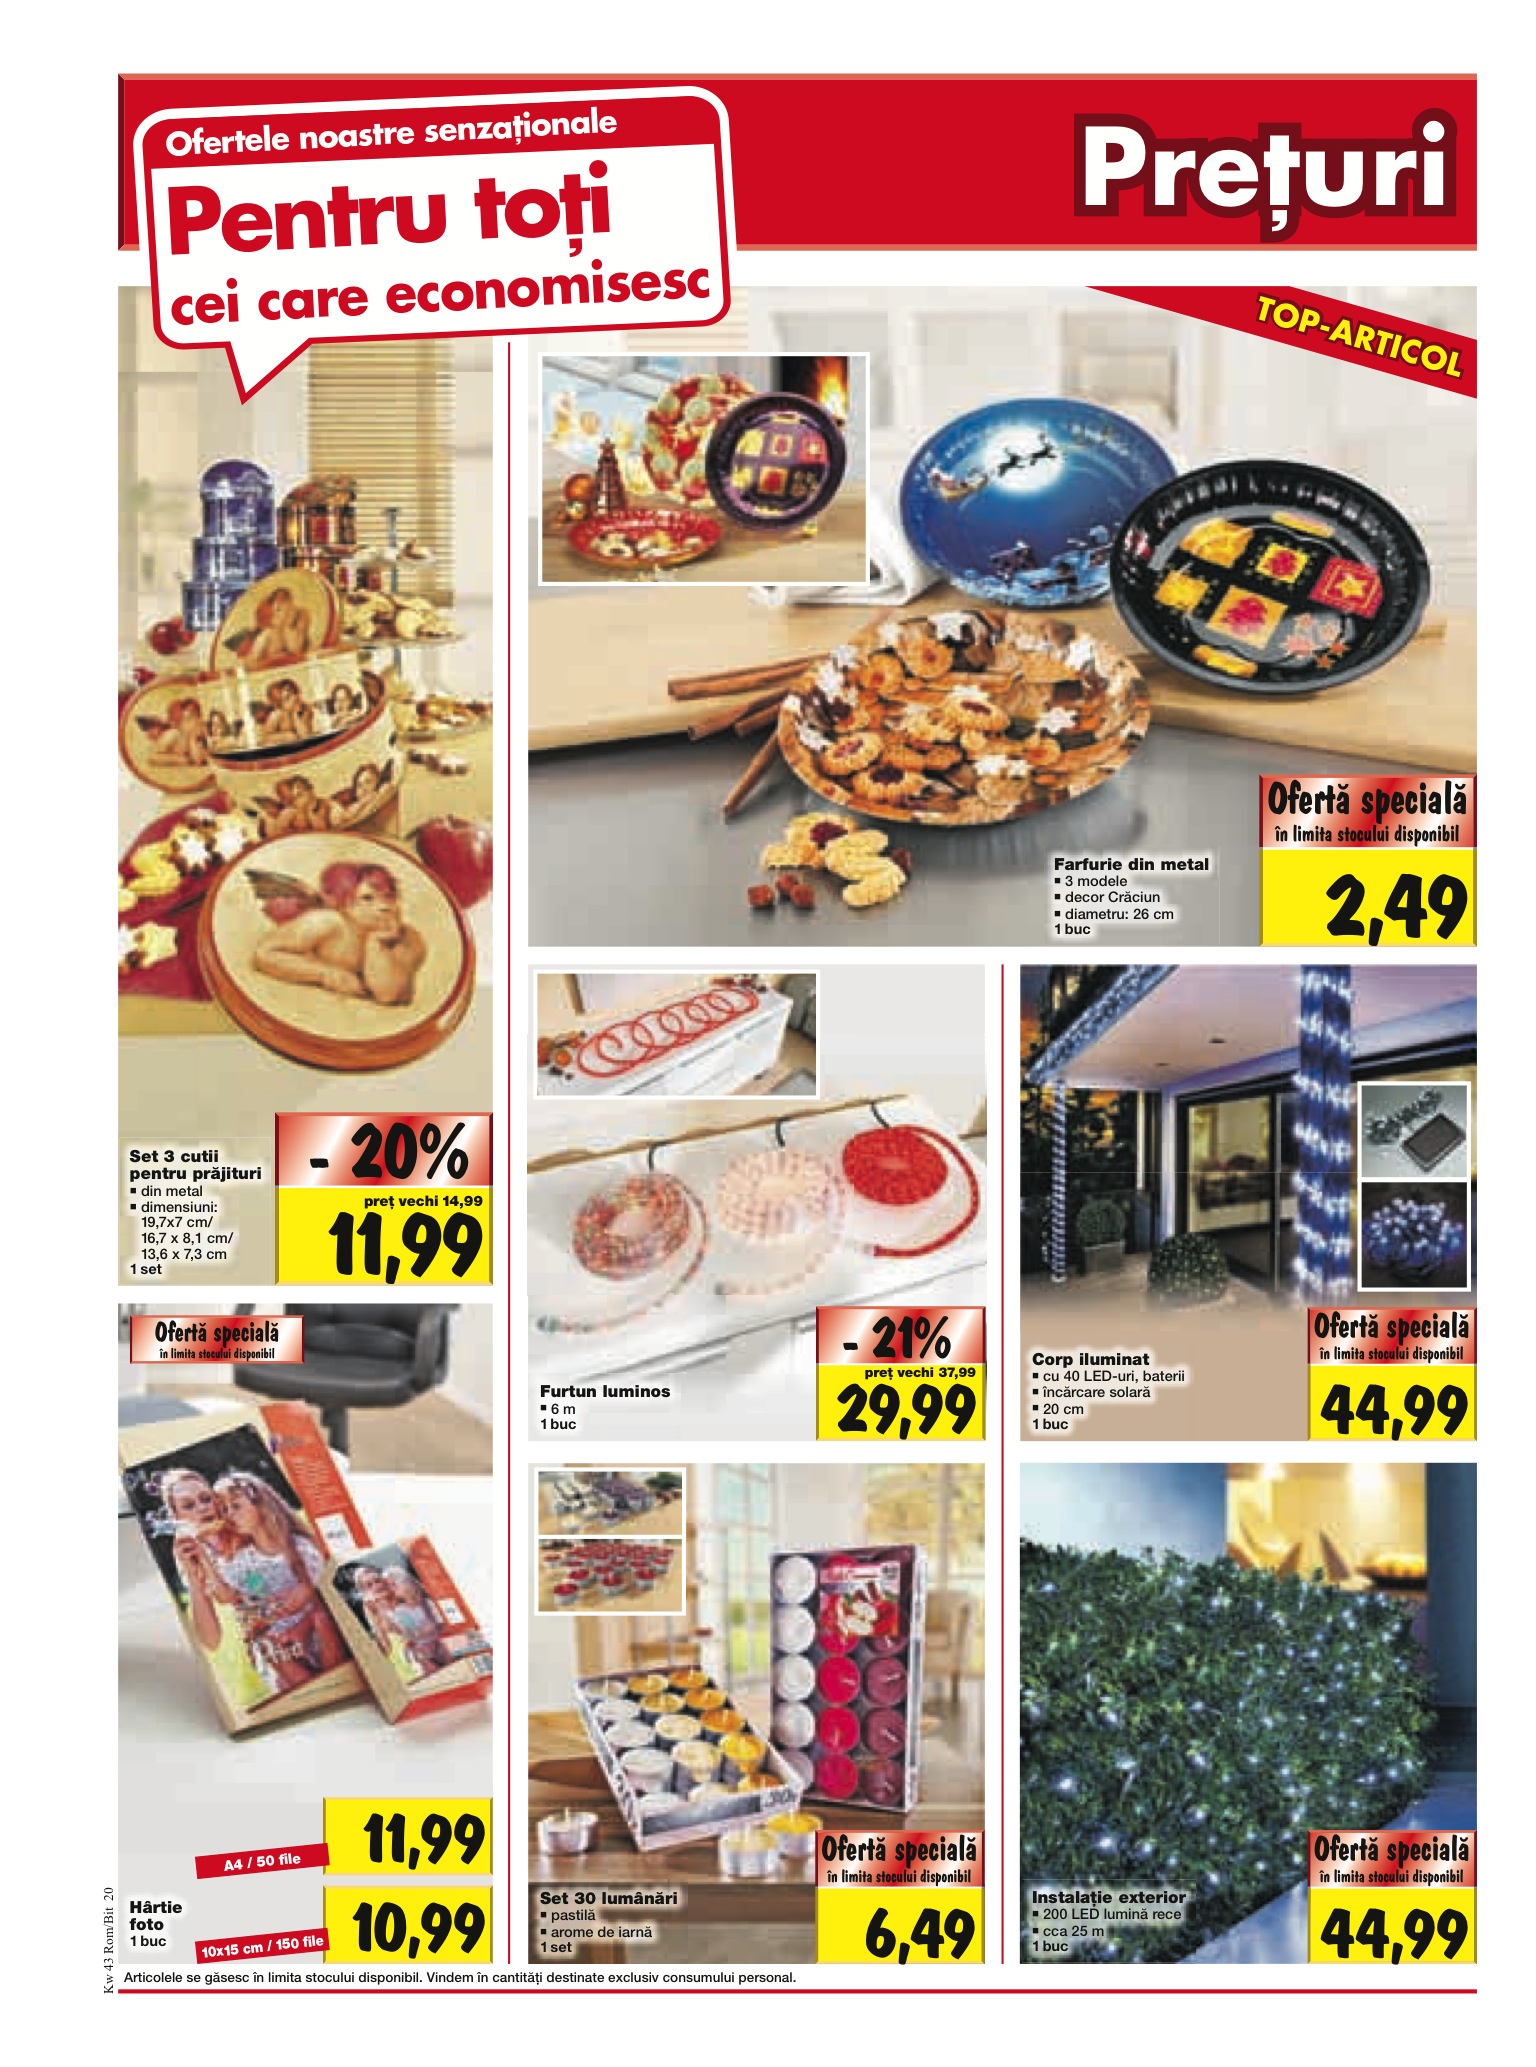 Ofertele noastre senzaționale
Pentru toți
cei care economisesc
Prețuri
TOP-ARTICOL
Farfurie din metal
▪ 3 modele
▪ decor Crăciun
▪ diametru: 26 cm
1 buc
Ofertă specială
în limita stocului disponibil
2,49
Set 3 cutii
pentru prăjituri
▪ din metal
▪ dimensiuni:
19,7x7 cm/
16,7 x 8,1 cm/
13,6 x 7,3 cm
1 set
- 20%
preț vechi 14,99
11,99
Furtun luminos
▪ 6 m
1 buc
- 21%
preț vechi 37,99
29,99
Corp iluminat
▪ cu 40 LED-uri, baterii
▪ încărcare solară
▪ 20 cm
1 buc
Ofertă specială
în limita stocului disponibil
44,99
Ofertă specială
în limita stocului disponibil
Hârtie
foto
1 buc
A4 / 50 file
11,99
10x15 cm / 150 file
10,99
Set 30 lumânări
▪ pastilă
▪ arome de iarnă
1 set
Ofertă specială
în limita stocului disponibil
6,49
Instalație exterior
▪ 200 LED lumină rece
▪ cca 25 m
1 buc
Ofertă specială
în limita stocului disponibil
44,99
Kw 43 Rom/Bit 20
Articolele se găsesc în limita stocului disponibil. Vindem în cantități destinate exclusiv consumului personal.